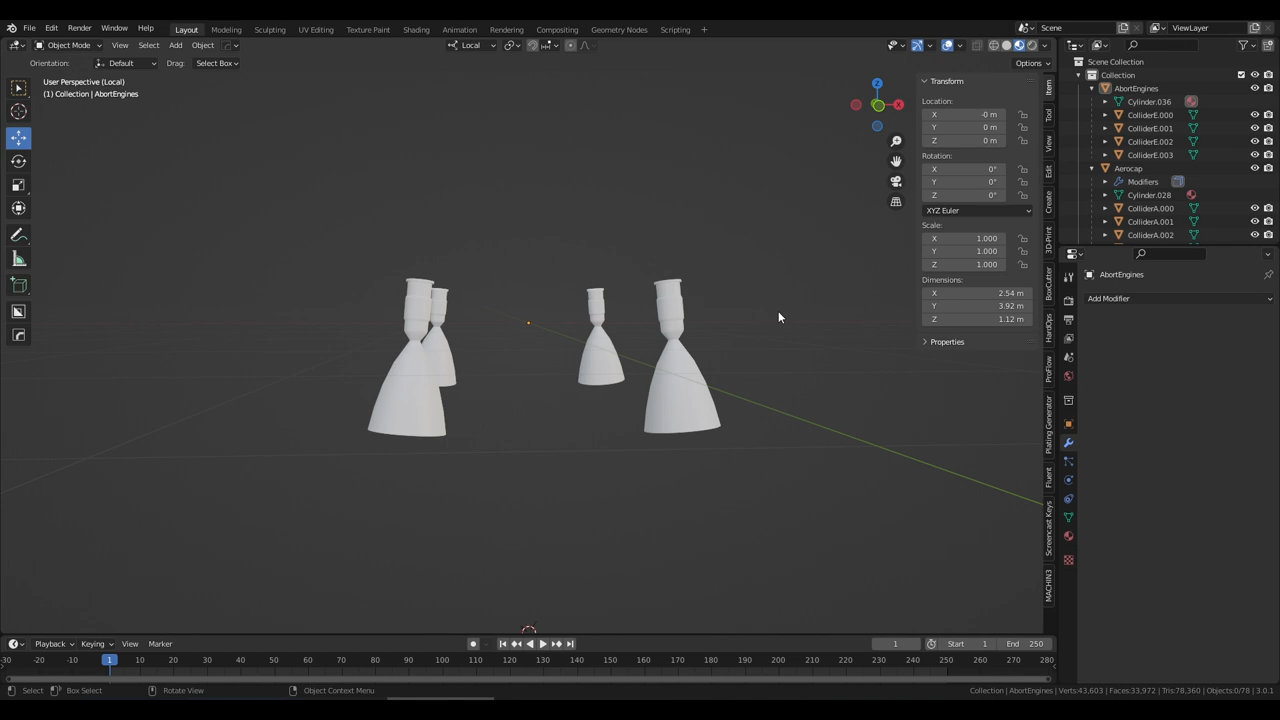 File Edit Render Window Help Layout Modeling Sculpting UV Editing Texture Paint Shading Animation Rendering Compositing Geometry Nodes Scripting Scene ViewLayer
Object Mode View Select Add Object Local
Orientation: Default Drag: Select Box Options
User Perspective (Local)
(1) Collection | AbortEngines
Z
X
Transform
Location:
X -0 m
Y 0 m
Z 0 m
Rotation:
X 0°
Y 0°
Z 0°
XYZ Euler
Scale:
X 1.000
Y 1.000
Z 1.000
Dimensions:
X 2.54 m
Y 3.92 m
Z 1.12 m
Properties
Item
Tool
View
Edit
Create
3D-Print
BoxCutter
HardOps
ProFlow
Plating Generator
Fluent
Screencast Keys
MACHIN3
Scene Collection
Collection
AbortEngines
Cylinder.036
ColliderE.000
ColliderE.001
ColliderE.002
ColliderE.003
Aerocap
Modifiers
Cylinder.028
ColliderA.000
ColliderA.001
ColliderA.002
AbortEngines
Add Modifier
Playback Keying View Marker 1 Start 1 End 250
-30 -20 -10 1 10 20 30 40 50 60 70 80 90 100 110 120 130 140 150 160 170 180 190 200 210 220 230 240 250 260 270 280
Select Box Select Rotate View Object Context Menu Collection | AbortEngines | Verts:43,603 | Faces:33,972 | Tris:78,360 | Objects:0/78 | 3.0.1